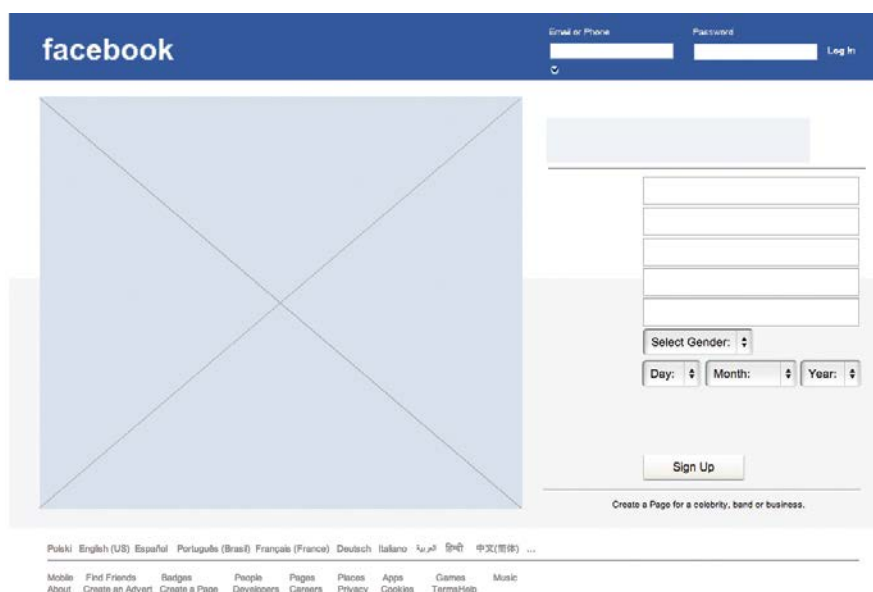 facebook
Email or Phone
Password
Log In
Select Gender:
Day: Month: Year:
Sign Up
Create a Page for a celebrity, band or business.
Polski English (US) Español Português (Brasil) Français (France) Deutsch Italiano العربية हिन्दी 中文(简体) ...
Mobile Find Friends Badges People Pages Places Apps Games Music
About Create an Advert Create a Page Developers Careers Privacy Cookies TermsHelp